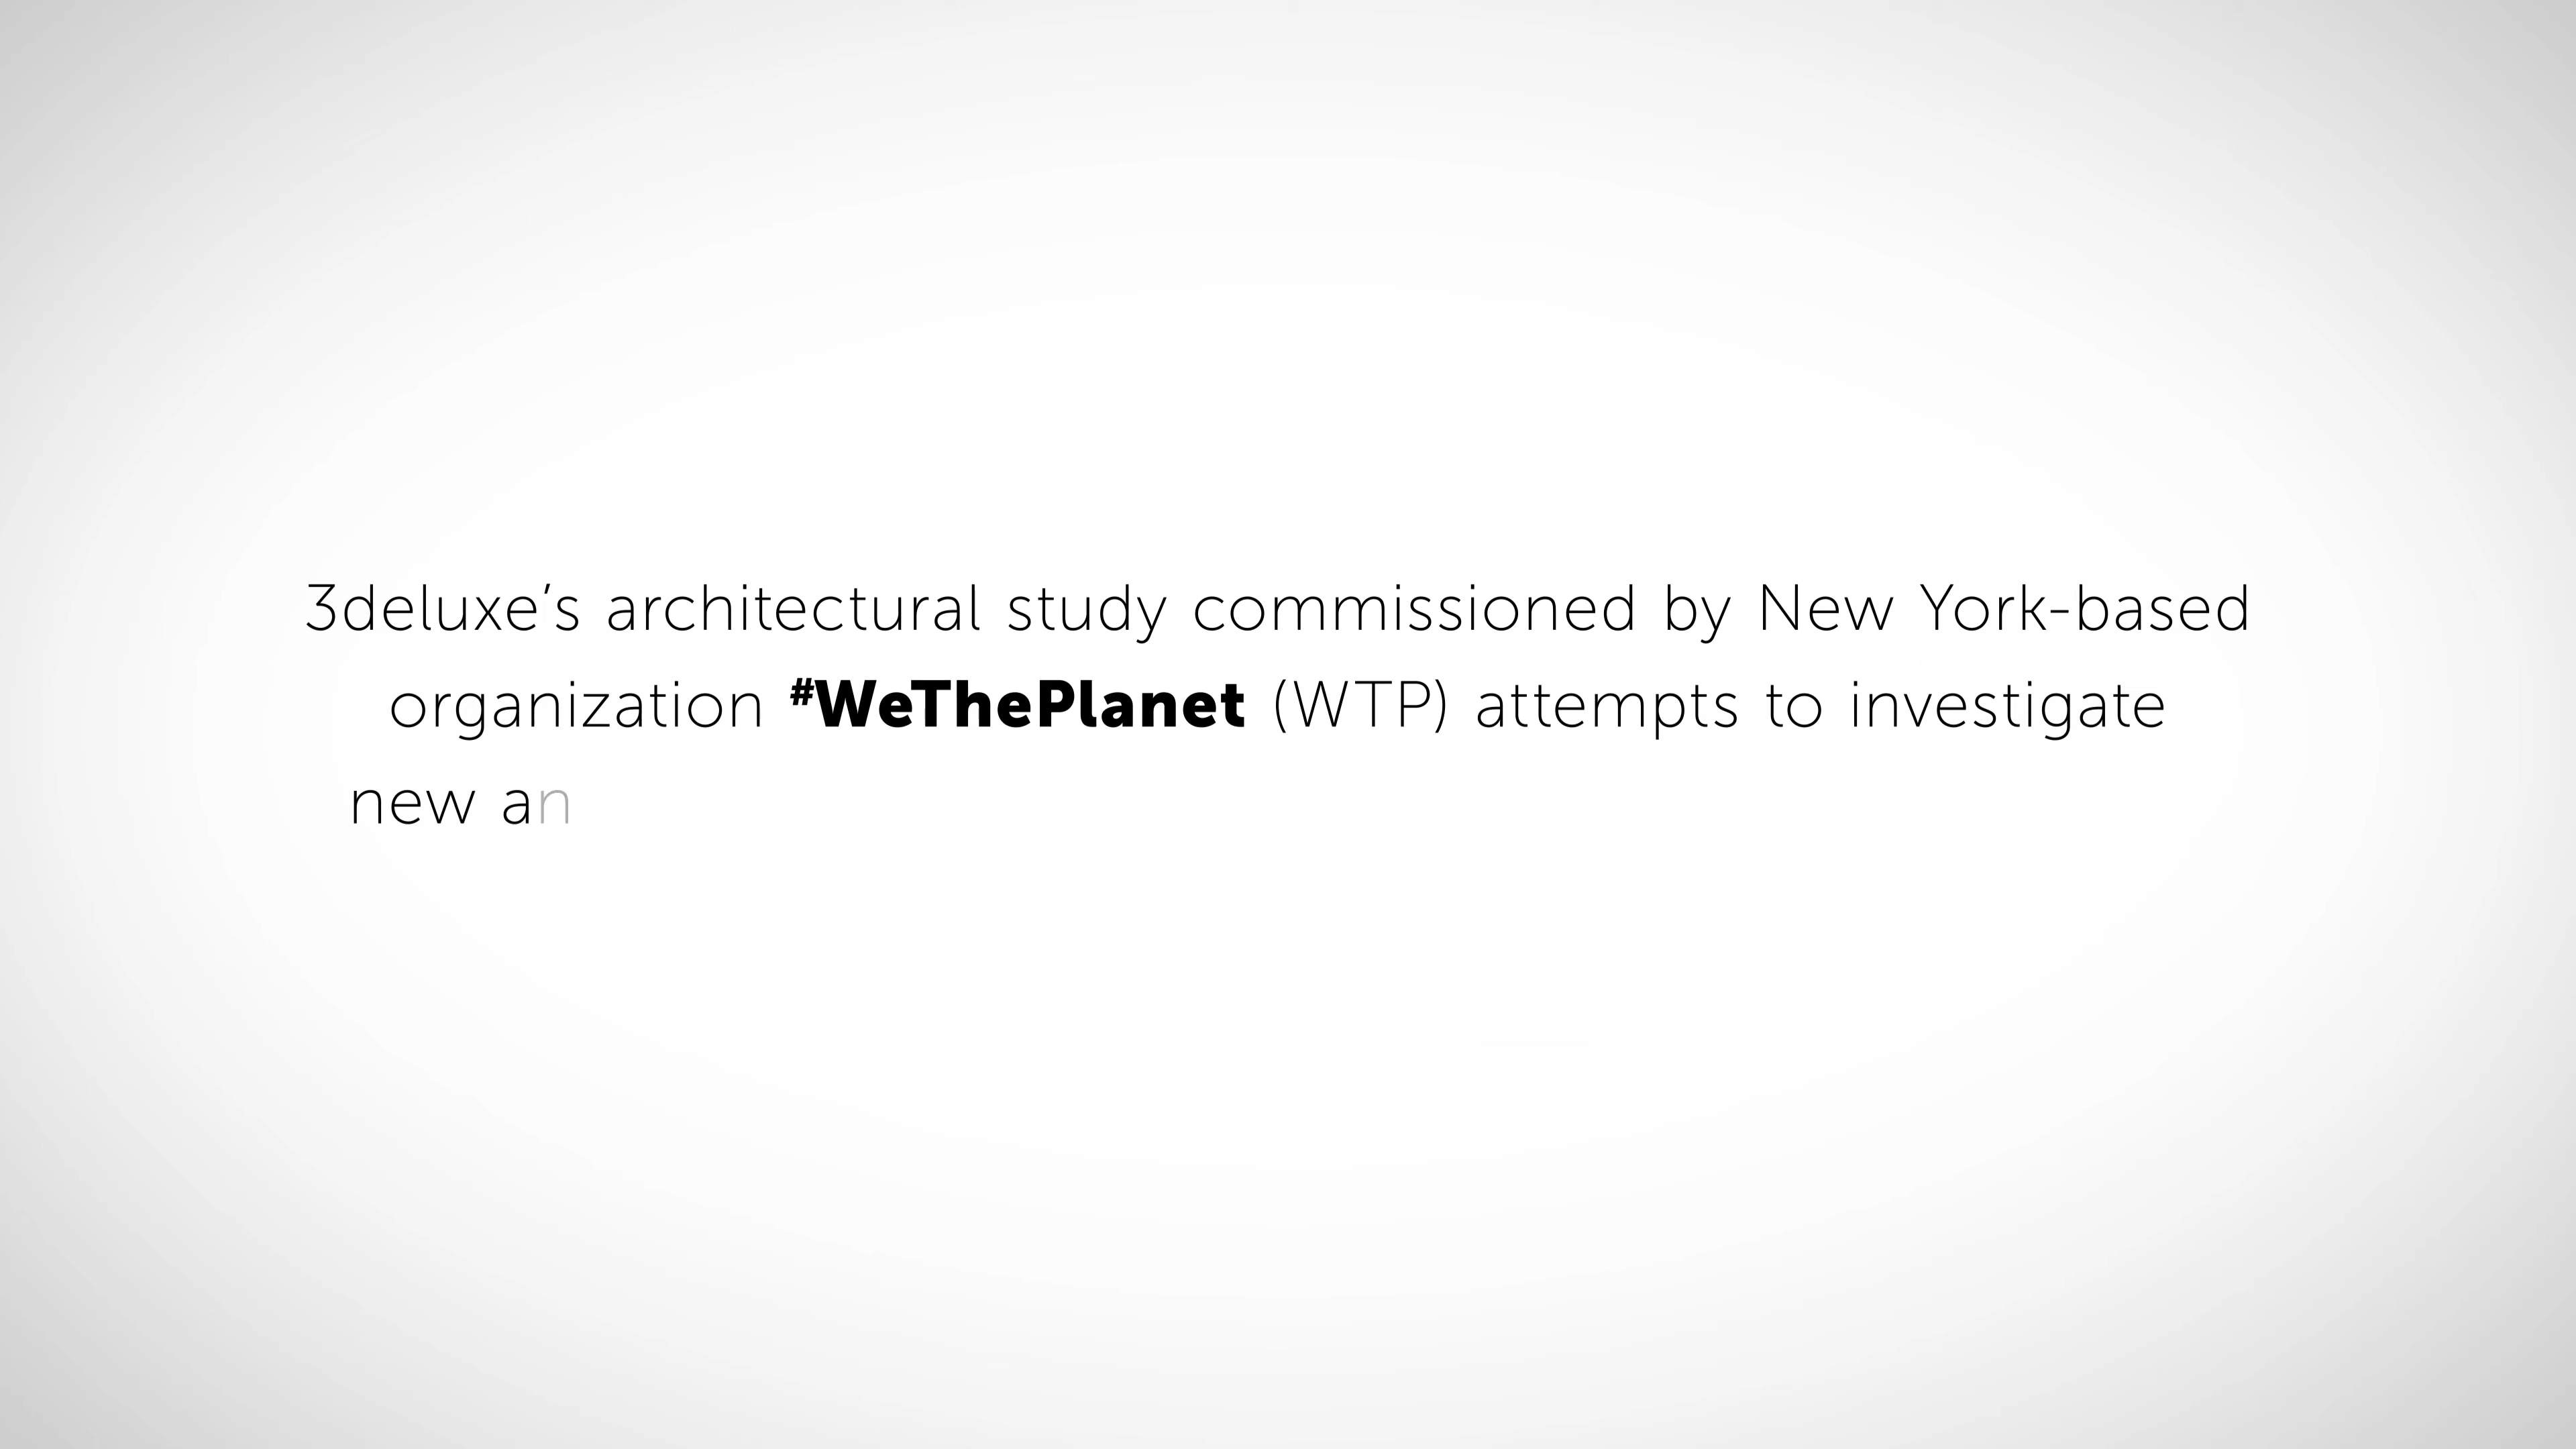 3deluxe’s architectural study commissioned by New York-based
organization #WeThePlanet (WTP) attempts to investigate
new an